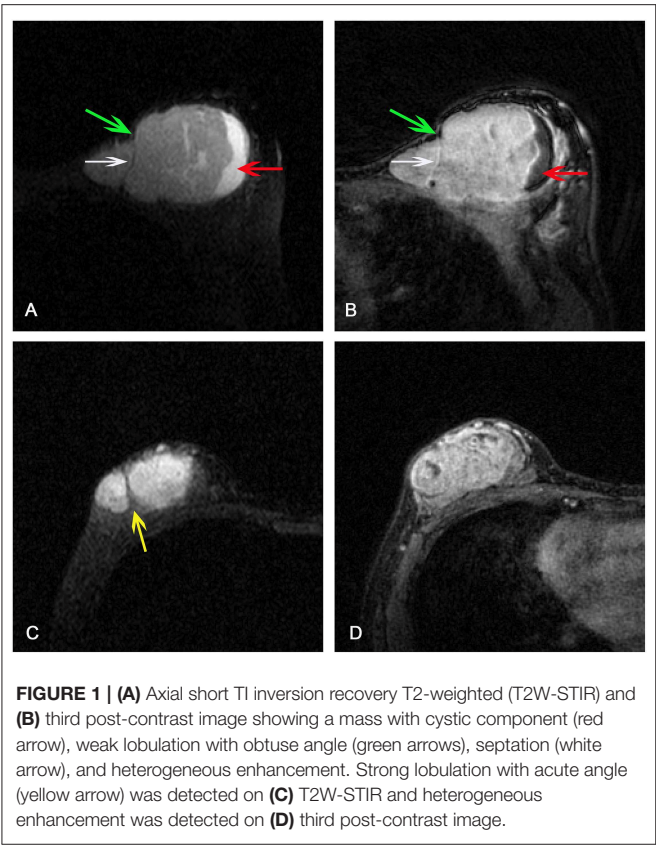 A
B
C
D
FIGURE 1 | (A) Axial short TI inversion recovery T2-weighted (T2W-STIR) and
(B) third post-contrast image showing a mass with cystic component (red
arrow), weak lobulation with obtuse angle (green arrows), septation (white
arrow), and heterogeneous enhancement. Strong lobulation with acute angle
(yellow arrow) was detected on (C) T2W-STIR and heterogeneous
enhancement was detected on (D) third post-contrast image.